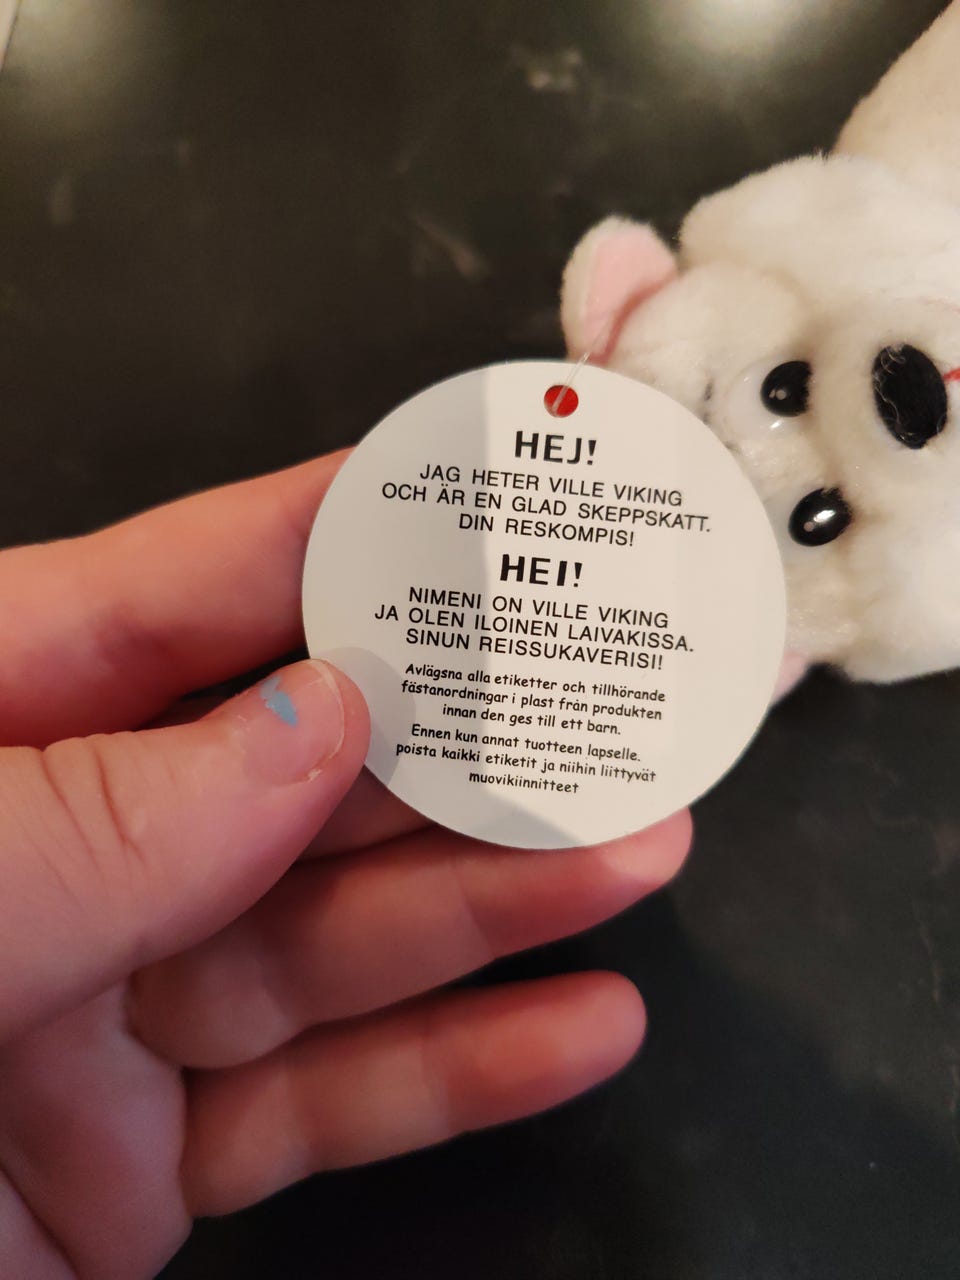 HEJ!
JAG HETER VILLE VIKING
OCH ÄR EN GLAD SKEPPSKATT.
DIN RESKOMPIS!
HEI!
NIMENI ON VILLE VIKING
JA OLEN ILOINEN LAIVAKISSA.
SINUN REISSUKAVERISI!
Avlägsna alla etiketter och tillhörande
fästanordningar i plast från produkten
innan den ges till ett barn.
Ennen kun annat tuotteen lapselle.
poista kaikki etiketit ja niihin liittyvät
muovikiinnitteet